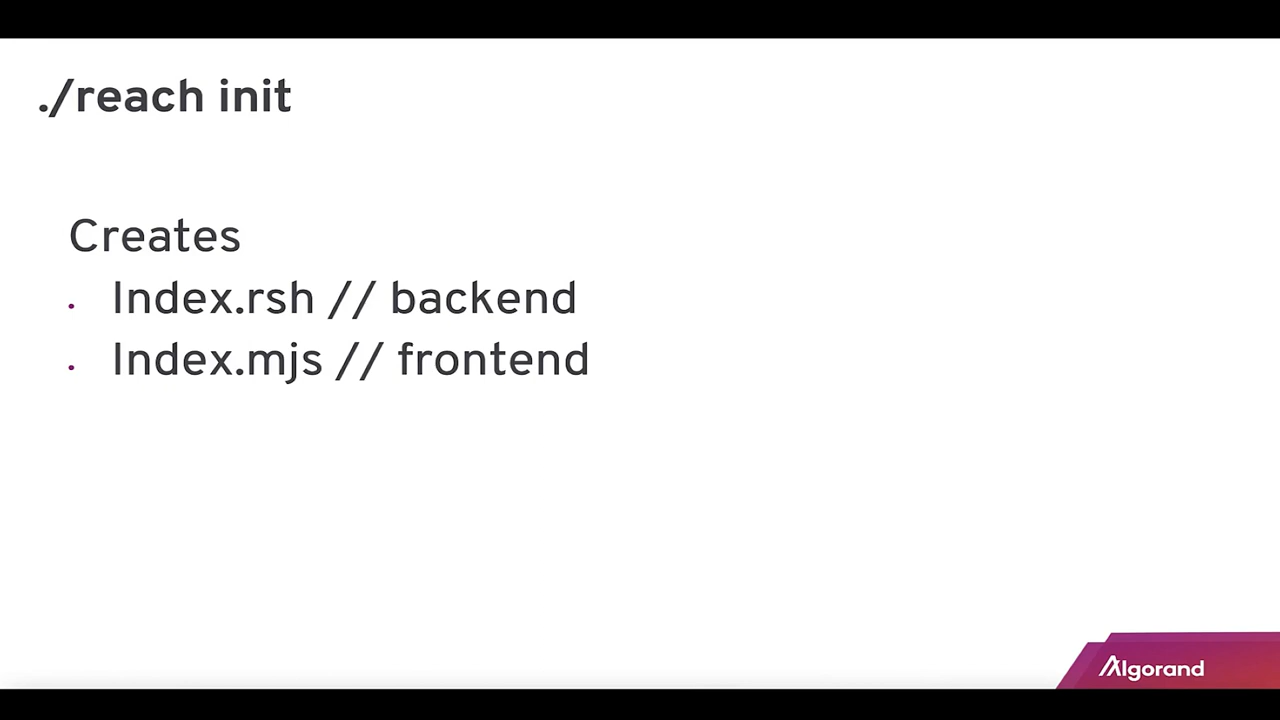 ./reach init
Creates
• Index.rsh // backend
• Index.mjs // frontend
Algorand